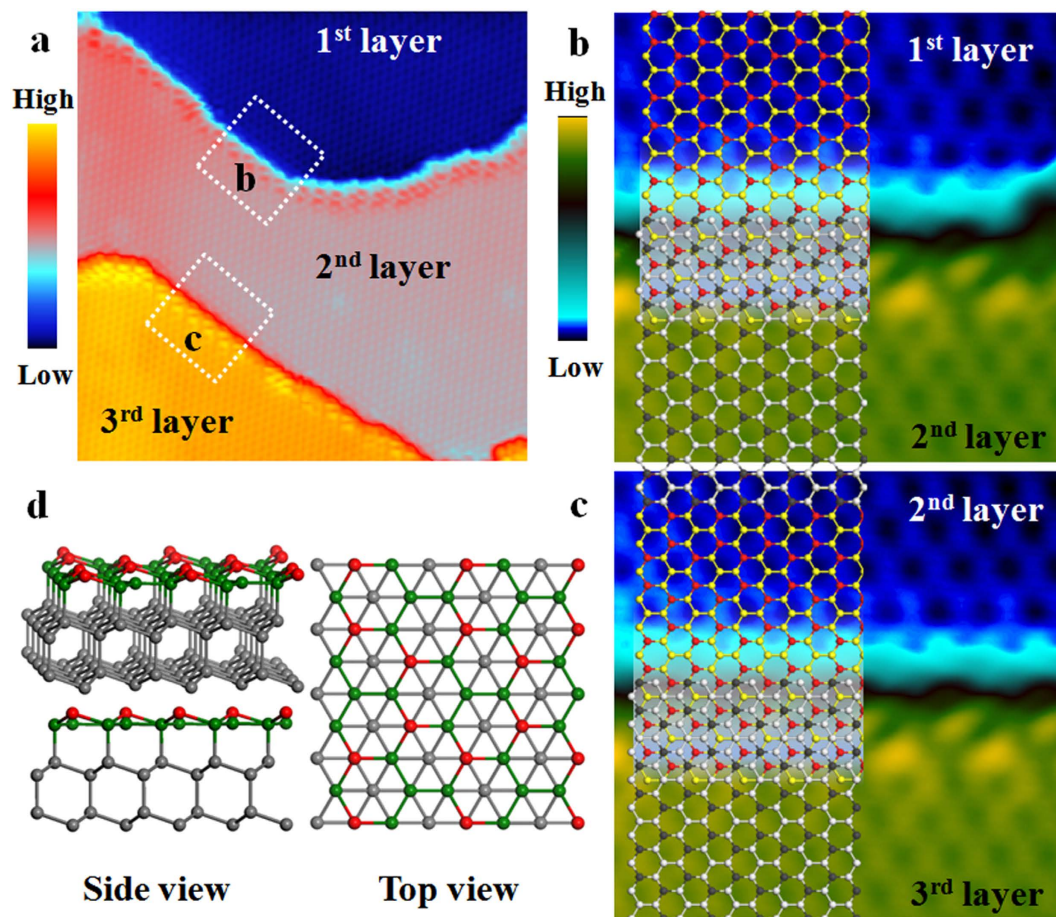 a
1st layer
High
b
2nd layer
c
Low
3rd layer
b
1st layer
High
Low
2nd layer
d
Side view
Top view
c
2nd layer
3rd layer